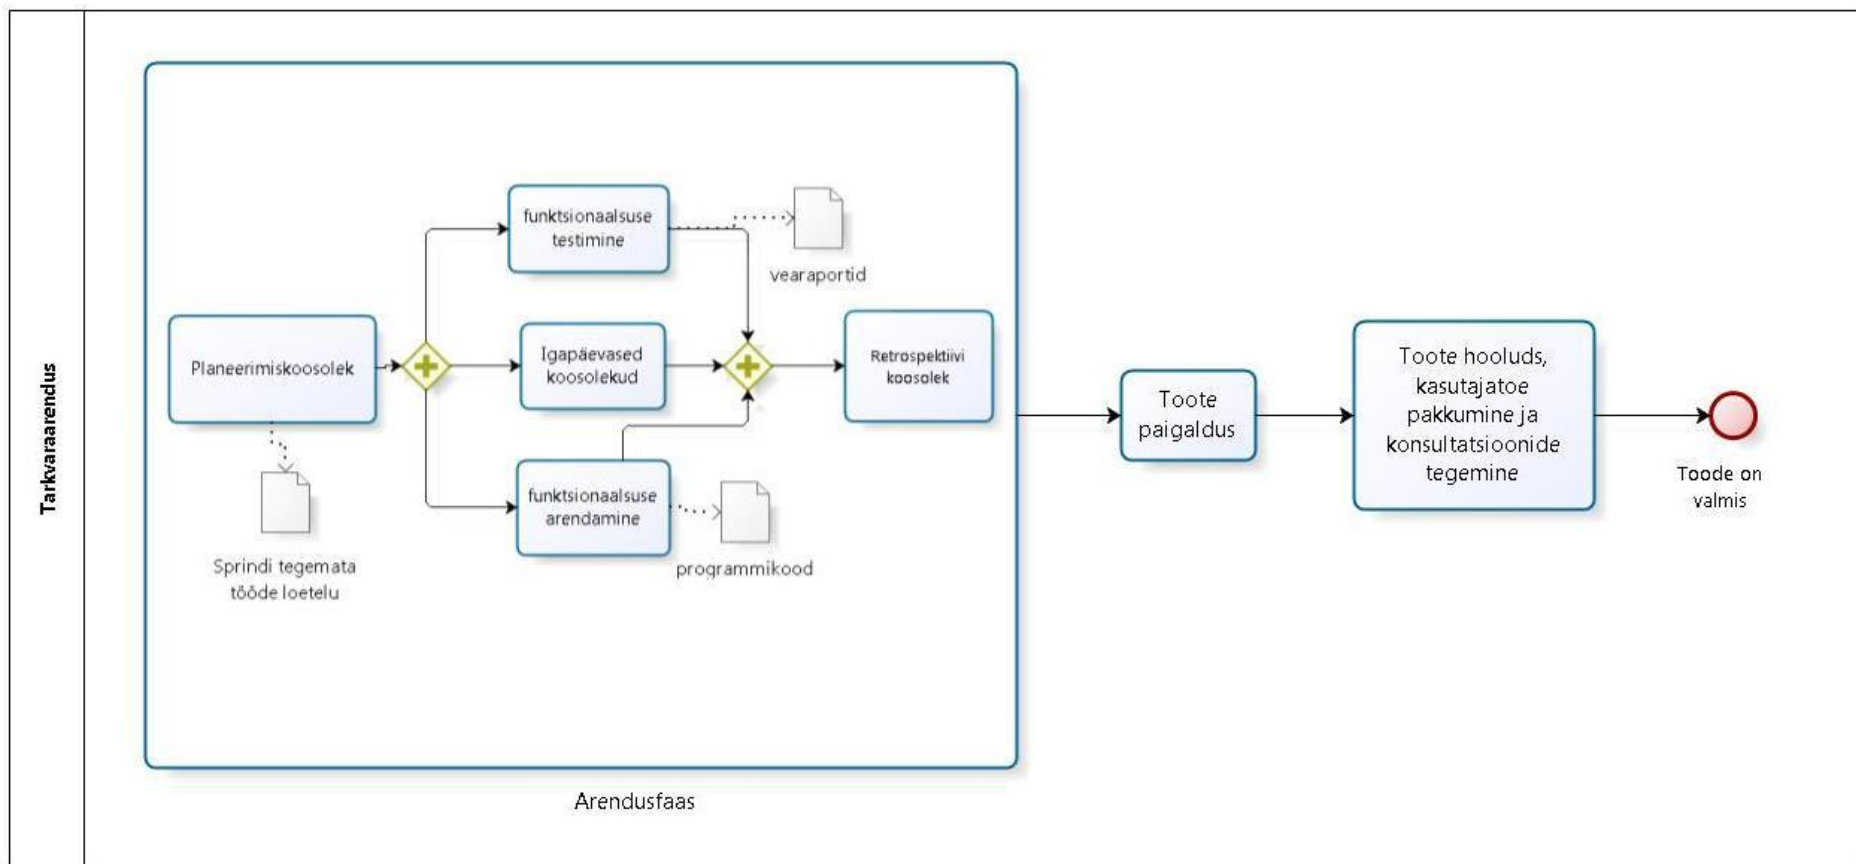 Tarkvaraarendus
Planeerimiskoosolek
Sprindi tegemata
tööde loetelu
funktsionaalsuse
testimine
vearaportid
Igapäevased
koosolekud
funktsionaalsuse
arendamine
programmikood
Retrospektiivi
koosolek
Arendusfaas
Toote
paigaldus
Toote hooluds,
kasutajatoe
pakkumine ja
konsultatsioonide
tegemine
Toode on
valmis